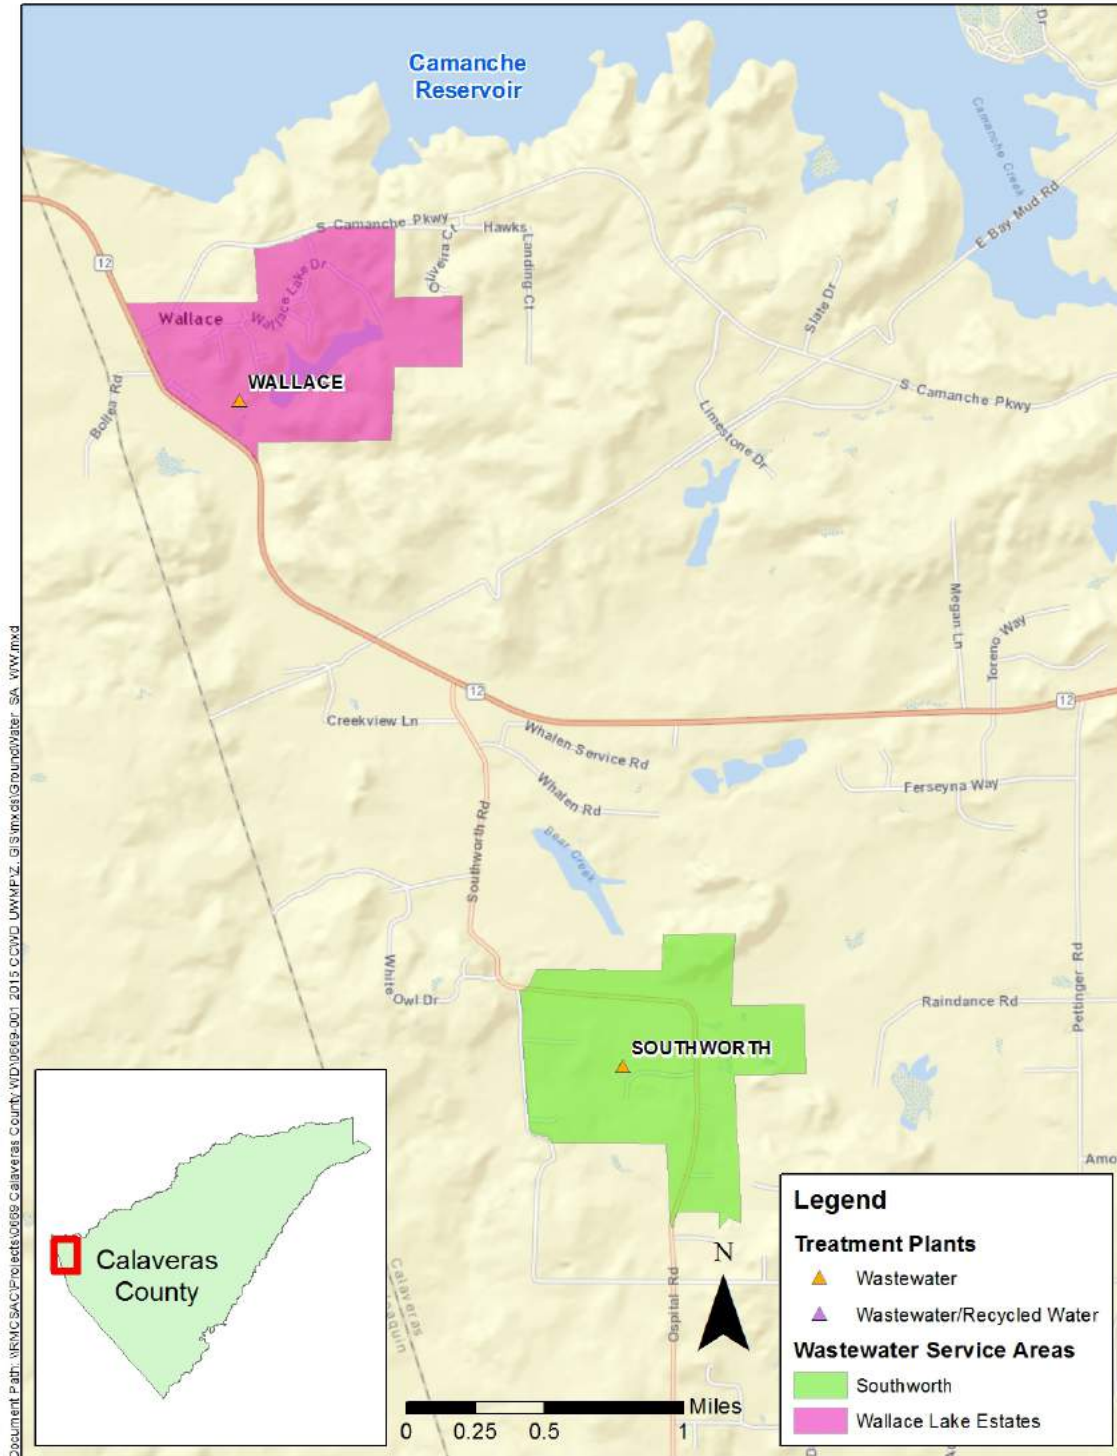 Camanche
Reservoir
Dr
Camanche Creek
E Bay Mud Rd
S Camanche Pkwy
Hawks
Landing Ct
Oliveira Ct
12
Wallace Lake Dr
Wallace
Slate Dr
WALLACE
Bollea Rd
S Camanche Pkwy
Limestone Dr
Megan Ln
Toreno Way
12
12
Creekview Ln
Whalen Service Rd
Ferseyna Way
Whalen Rd
Southworth Rd
Bear Creek
White
Owl Dr
Raindance Rd
Pettinger Rd
SOUTHWORTH
Amo
Calaveras
County
Calaveras
oaquin
Ospital Rd
N
Miles
0 0.25 0.5 1
Legend
Treatment Plants
Wastewater
Wastewater/Recycled Water
Wastewater Service Areas
Southworth
Wallace Lake Estates